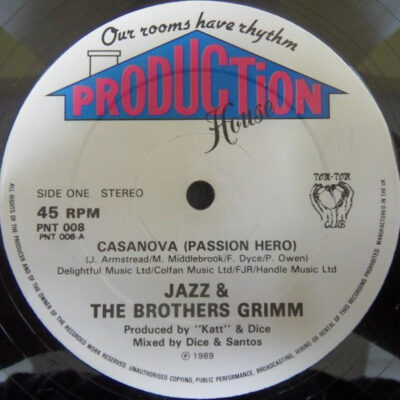 Our rooms have rhythm
PRODUCTION
House
SIDE ONE STEREO
45 RPM
PNT 008
PNT 008-A
TOM-TOM
CLUB
CASANOVA (PASSION HERO)
(J. Armstread/M. Middlebrook/F. Dyce/P. Owen)
Delightful Music Ltd/Colfan Music Ltd/FJR/Handle Music Ltd
JAZZ &
THE BROTHERS GRIMM
Produced by "Katt" & Dice
Mixed by Dice & Santos
℗ 1989
ALL RIGHTS OF THE PRODUCER AND OF THE OWNER OF THE RECORDED WORK RESERVED. UNAUTHORISED COPYING, PUBLIC PERFORMANCE, BROADCASTING, HIRING OR RENTAL OF THIS RECORDING PROHIBITED. MANUFACTURED IN